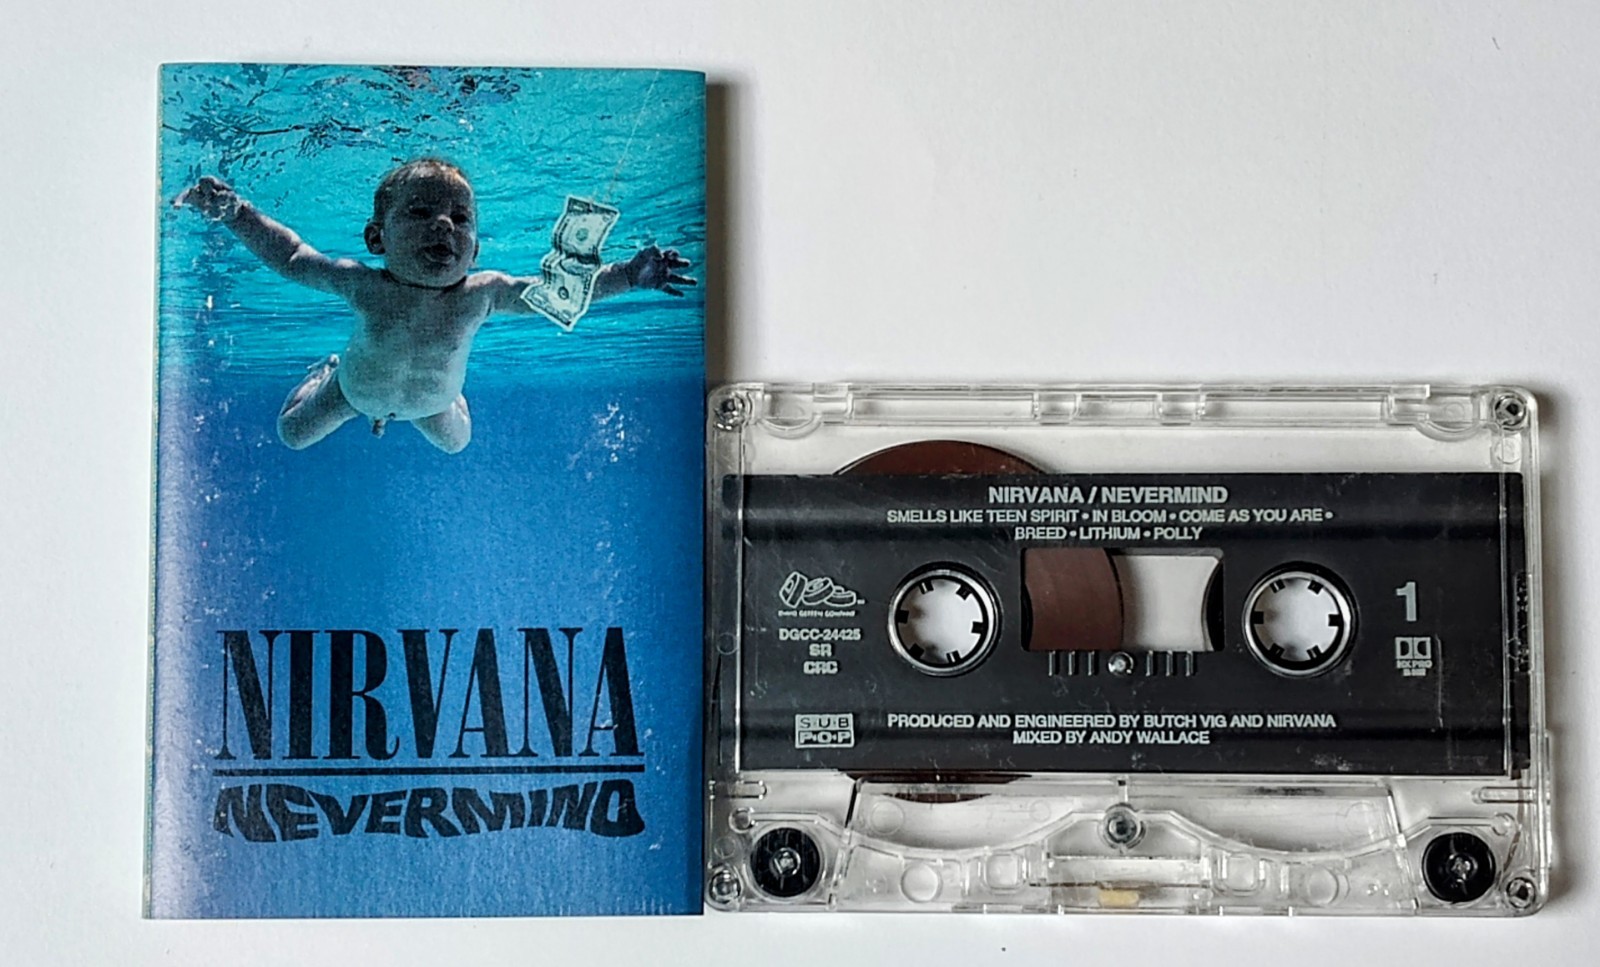 NIRVANA
NEVERMIND
NIRVANA / NEVERMIND
SMELLS LIKE TEEN SPIRIT • IN BLOOM • COME AS YOU ARE •
BREED • LITHIUM • POLLY
DGCC-24425
SR
CRC
1
SUB
POP
PRODUCED AND ENGINEERED BY BUTCH VIG AND NIRVANA
MIXED BY ANDY WALLACE